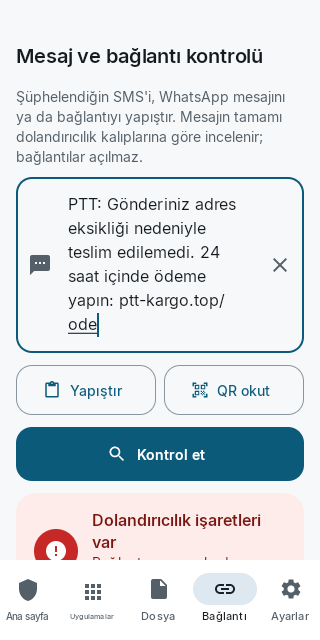 Mesaj ve bağlantı kontrolü
Şüphelendiğin SMS'i, WhatsApp mesajını
ya da bağlantıyı yapıştır. Mesajın tamamı
dolandırıcılık kalıplarına göre incelenir;
bağlantılar açılmaz.
PTT: Gönderiniz adres
eksikliği nedeniyle
teslim edilemedi. 24
saat içinde ödeme
yapın: ptt-kargo.top/
ode
Yapıştır
QR okut
Kontrol et
Dolandırıcılık işaretleri
var
Ana sayfa
Uygulamalar
Dosya
Bağlantı
Ayarlar